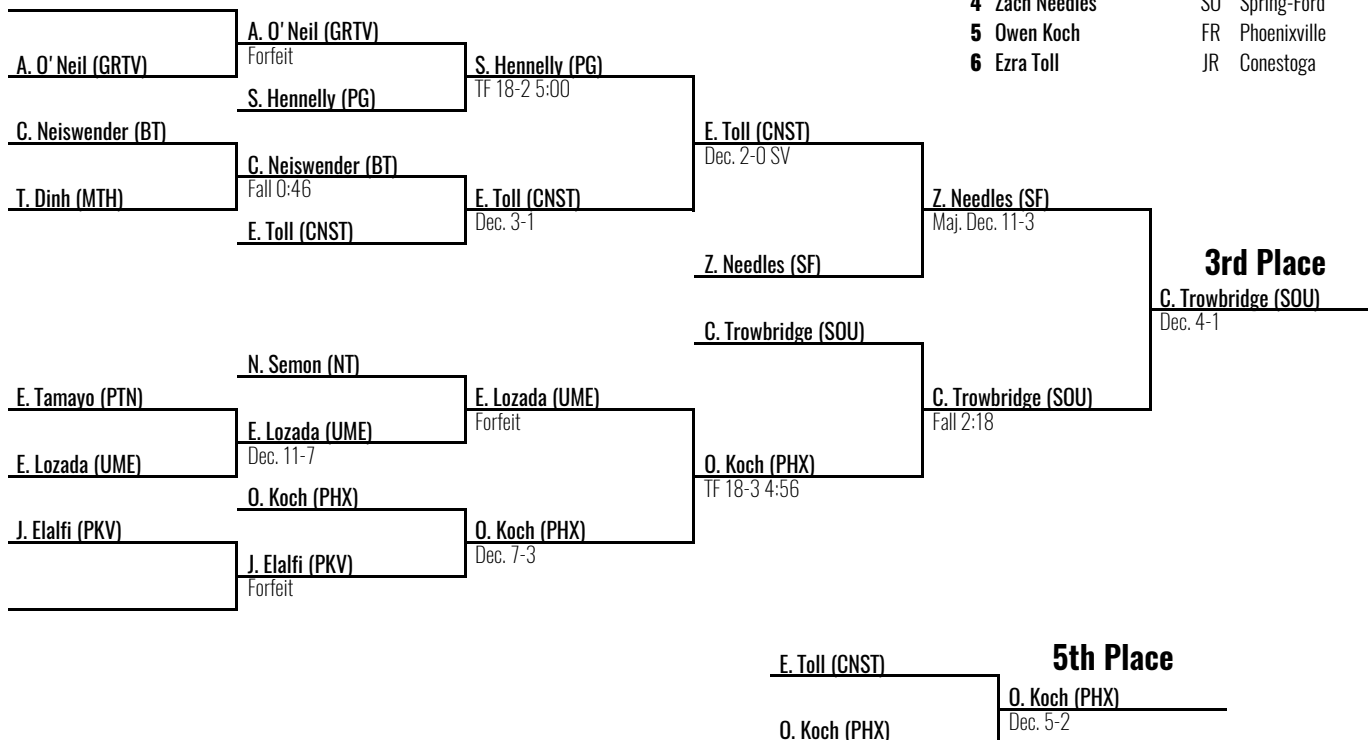 4 Zach Needles SO Spring-Ford
5 Owen Koch FR Phoenixville
6 Ezra Toll JR Conestoga
A. O'Neil (GRTV)
A. O'Neil (GRTV)
Forfeit
S. Hennelly (PG)
S. Hennelly (PG)
TF 18-2 5:00
C. Neiswender (BT)
T. Dinh (MTH)
C. Neiswender (BT)
Fall 0:46
E. Toll (CNST)
E. Toll (CNST)
Dec. 3-1
E. Toll (CNST)
Dec. 2-0 SV
Z. Needles (SF)
Z. Needles (SF)
Maj. Dec. 11-3
3rd Place
C. Trowbridge (SOU)
Dec. 4-1
C. Trowbridge (SOU)
C. Trowbridge (SOU)
Fall 2:18
N. Semon (NT)
E. Tamayo (PTN)
E. Lozada (UME)
E. Lozada (UME)
Dec. 11-7
E. Lozada (UME)
Forfeit
O. Koch (PHX)
TF 18-3 4:56
O. Koch (PHX)
J. Elalfi (PKV)
J. Elalfi (PKV)
Forfeit
O. Koch (PHX)
Dec. 7-3
5th Place
E. Toll (CNST)
O. Koch (PHX)
O. Koch (PHX)
Dec. 5-2